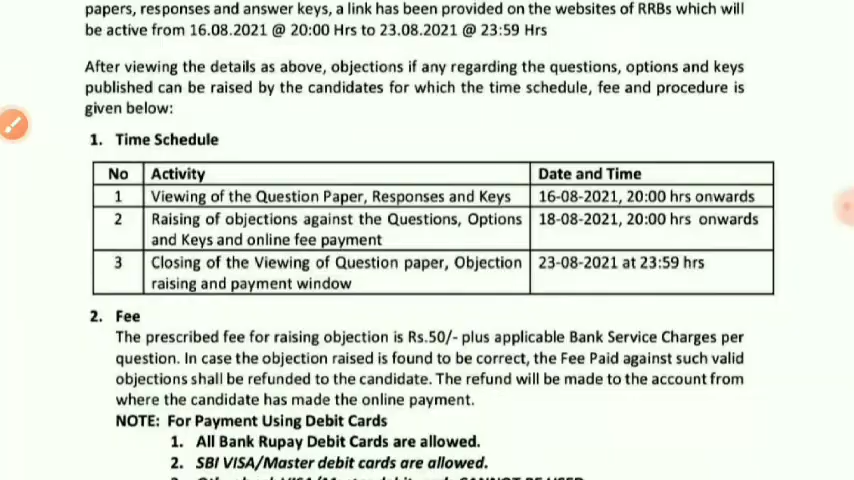 papers, responses and answer keys, a link has been provided on the websites of RRBs which will
be active from 16.08.2021 @ 20:00 Hrs to 23.08.2021 @ 23:59 Hrs
After viewing the details as above, objections if any regarding the questions, options and keys
published can be raised by the candidates for which the time schedule, fee and procedure is
given below:
1. Time Schedule
No Activity Date and Time
1 Viewing of the Question Paper, Responses and Keys 16-08-2021, 20:00 hrs onwards
2 Raising of objections against the Questions, Options 18-08-2021, 20:00 hrs onwards
and Keys and online fee payment
3 Closing of the Viewing of Question paper, Objection 23-08-2021 at 23:59 hrs
raising and payment window
2. Fee
The prescribed fee for raising objection is Rs.50/- plus applicable Bank Service Charges per
question. In case the objection raised is found to be correct, the Fee Paid against such valid
objections shall be refunded to the candidate. The refund will be made to the account from
where the candidate has made the online payment.
NOTE: For Payment Using Debit Cards
1. All Bank Rupay Debit Cards are allowed.
2. SBI VISA/Master debit cards are allowed.